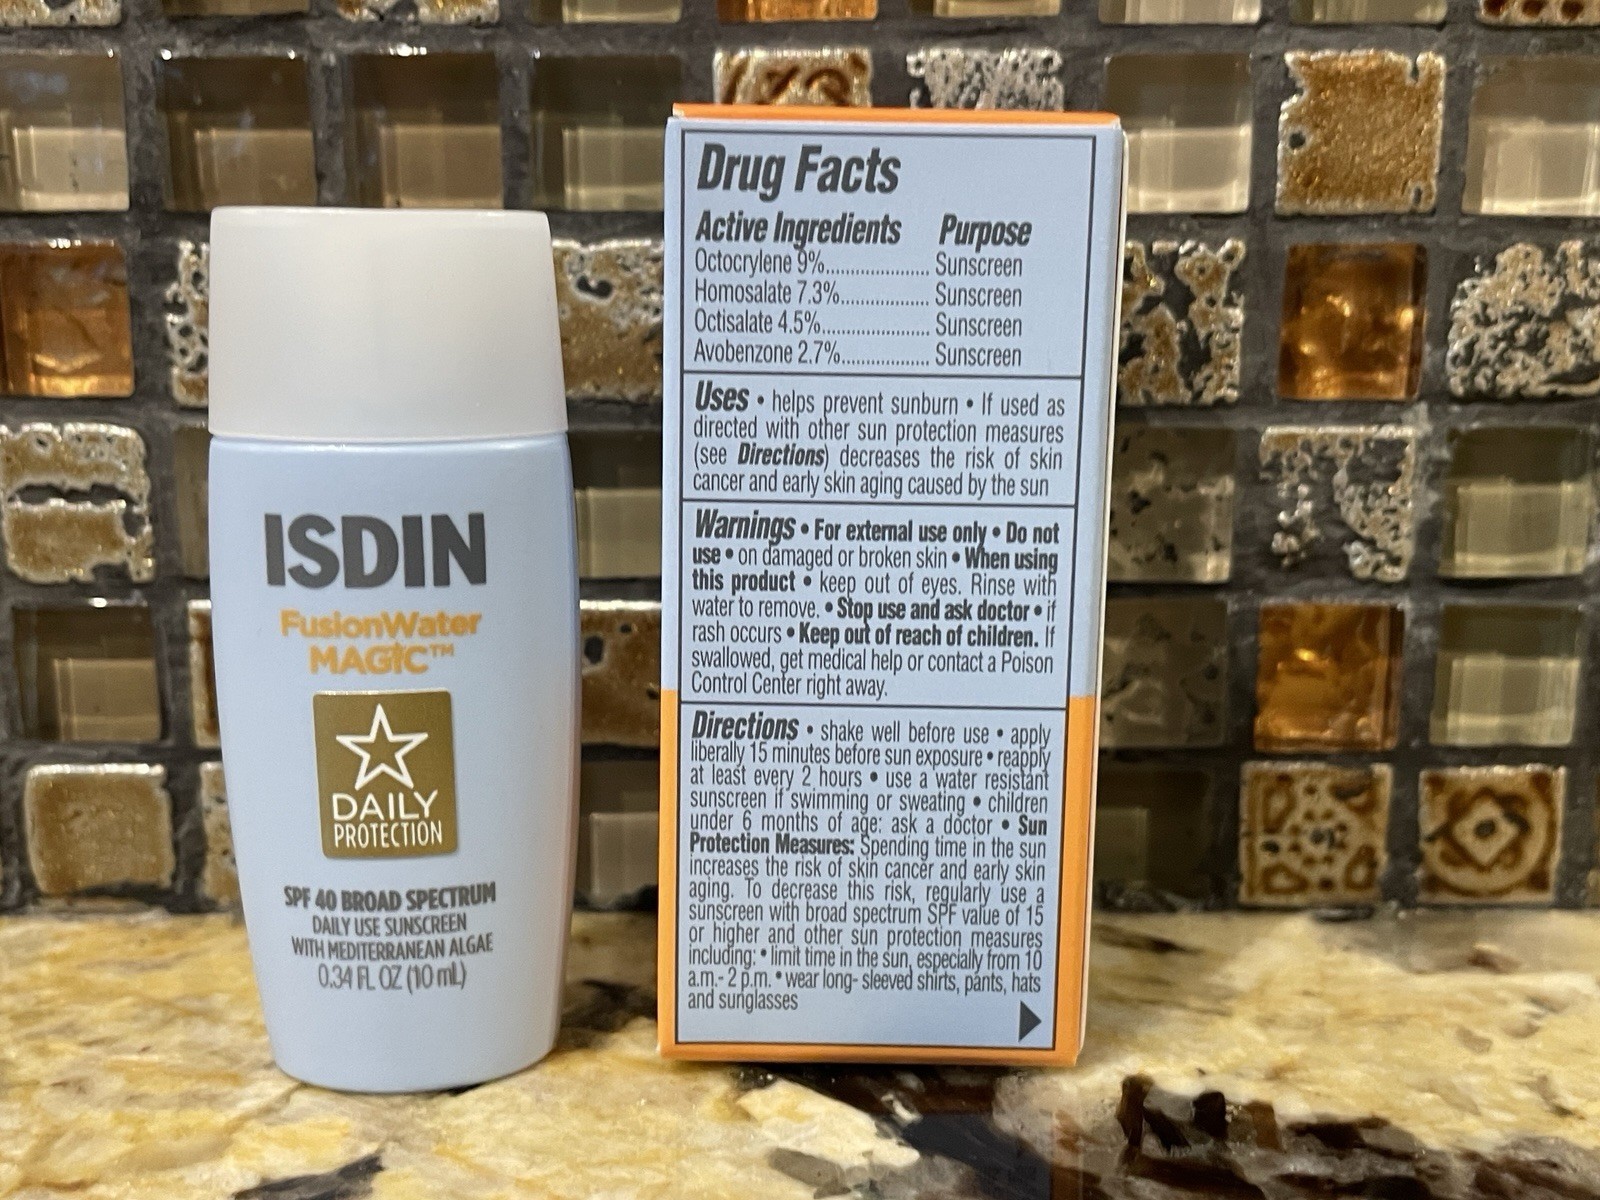 ISDIN
FusionWater
MAGIC™
DAILY
PROTECTION
SPF 40 BROAD SPECTRUM
DAILY USE SUNSCREEN
WITH MEDITERRANEAN ALGAE
0.34 FL OZ (10 mL)
Drug Facts
Active Ingredients Purpose
Octocrylene 9%..................... Sunscreen
Homosalate 7.3%.................. Sunscreen
Octisalate 4.5%...................... Sunscreen
Avobenzone 2.7%.................. Sunscreen
Uses • helps prevent sunburn • If used as
directed with other sun protection measures
(see Directions) decreases the risk of skin
cancer and early skin aging caused by the sun
Warnings • For external use only • Do not
use • on damaged or broken skin • When using
this product • keep out of eyes. Rinse with
water to remove. • Stop use and ask doctor • if
rash occurs • Keep out of reach of children. If
swallowed, get medical help or contact a Poison
Control Center right away.
Directions • shake well before use • apply
liberally 15 minutes before sun exposure • reapply
at least every 2 hours • use a water resistant
sunscreen if swimming or sweating • children
under 6 months of age: ask a doctor • Sun
Protection Measures: Spending time in the sun
increases the risk of skin cancer and early skin
aging. To decrease this risk, regularly use a
sunscreen with broad spectrum SPF value of 15
or higher and other sun protection measures
including: • limit time in the sun, especially from 10
a.m.- 2 p.m. • wear long- sleeved shirts, pants, hats
and sunglasses